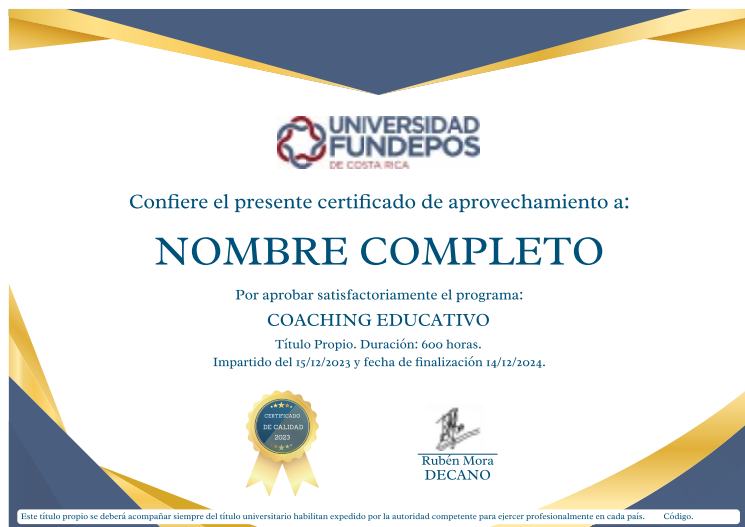 UNIVERSIDAD
FUNDEPOS
DE COSTA RICA
Confiere el presente certificado de aprovechamiento a:
NOMBRE COMPLETO
Por aprobar satisfactoriamente el programa:
COACHING EDUCATIVO
Título Propio. Duración: 600 horas.
Impartido del 15/12/2023 y fecha de finalización 14/12/2024.
CERTIFICADO
DE CALIDAD
2023
Rubén Mora
DECANO
Este título propio se deberá acompañar siempre del título universitario habilitan expedido por la autoridad competente para ejercer profesionalmente en cada país. Código.